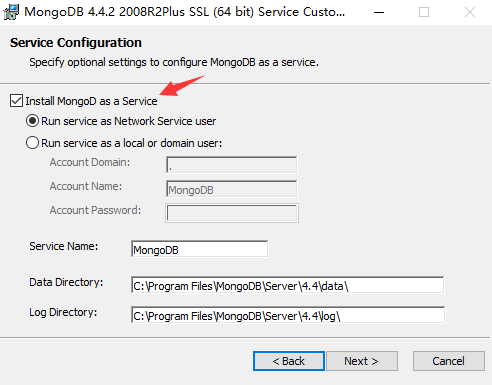 MongoDB 4.4.2 2008R2Plus SSL (64 bit) Service Custo...
Service Configuration
Specify optional settings to configure MongoDB as a service.
Install MongoD as a Service
Run service as Network Service user
Run service as a local or domain user:
Account Domain: .
Account Name: MongoDB
Account Password:
Service Name: MongoDB
Data Directory: C:\Program Files\MongoDB\Server\4.4\data\
Log Directory: C:\Program Files\MongoDB\Server\4.4\log\
< Back Next > Cancel